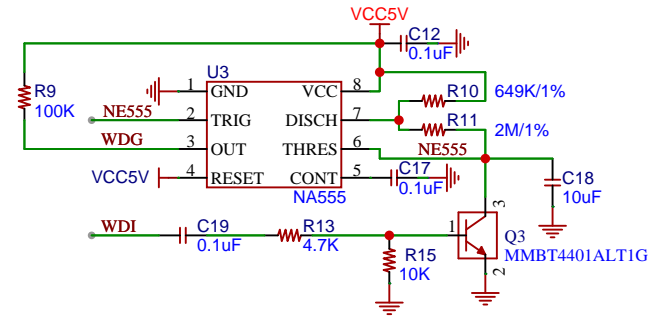 VCC5V
C12
0.1uF
U3
R9
100K
1 GND VCC 8
R10 649K/1%
NE555 2 TRIG DISCH 7
R11 2M/1%
WDG 3 OUT THRES 6 NE555
VCC5V 4 RESET CONT 5
C17
0.1uF
NA555
C18
10uF
WDI
C19
0.1uF
R13
4.7K
R15
10K
1
3
2
Q3
MMBT4401ALT1G